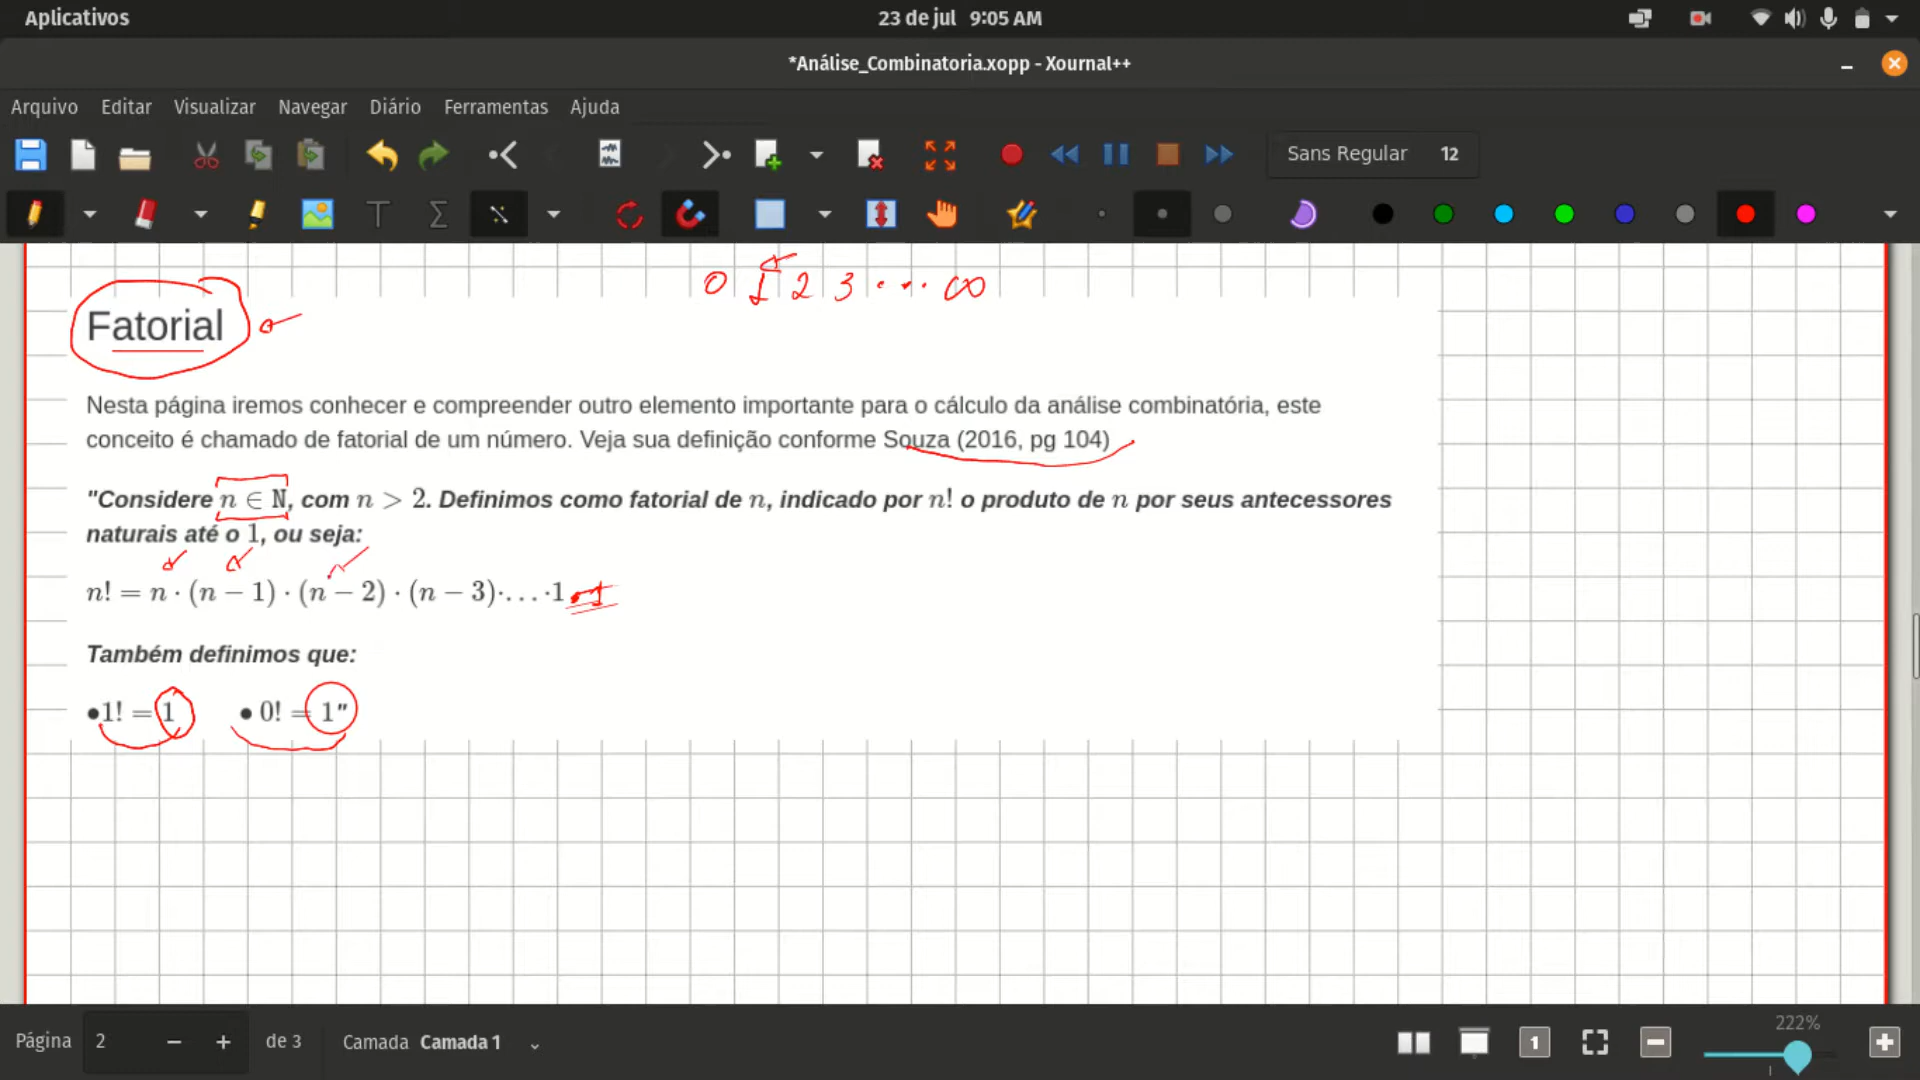 Aplicativos
23 de jul 9:05 AM
*Análise_Combinatoria.xopp - Xournal++
Arquivo Editar Visualizar Navegar Diário Ferramentas Ajuda
Sans Regular 12
0 1 2 3 ... ∞
Fatorial
Nesta página iremos conhecer e compreender outro elemento importante para o cálculo da análise combinatória, este
conceito é chamado de fatorial de um número. Veja sua definição conforme Souza (2016, pg 104)
"Considere n ∈ N, com n > 2. Definimos como fatorial de n, indicado por n! o produto de n por seus antecessores
naturais até o 1, ou seja:
n! = n · (n − 1) · (n − 2) · (n − 3)·. . . ·1
Também definimos que:
•1! = 1 • 0! = 1"
222%
Página 2 − + de 3 Camada Camada 1 1